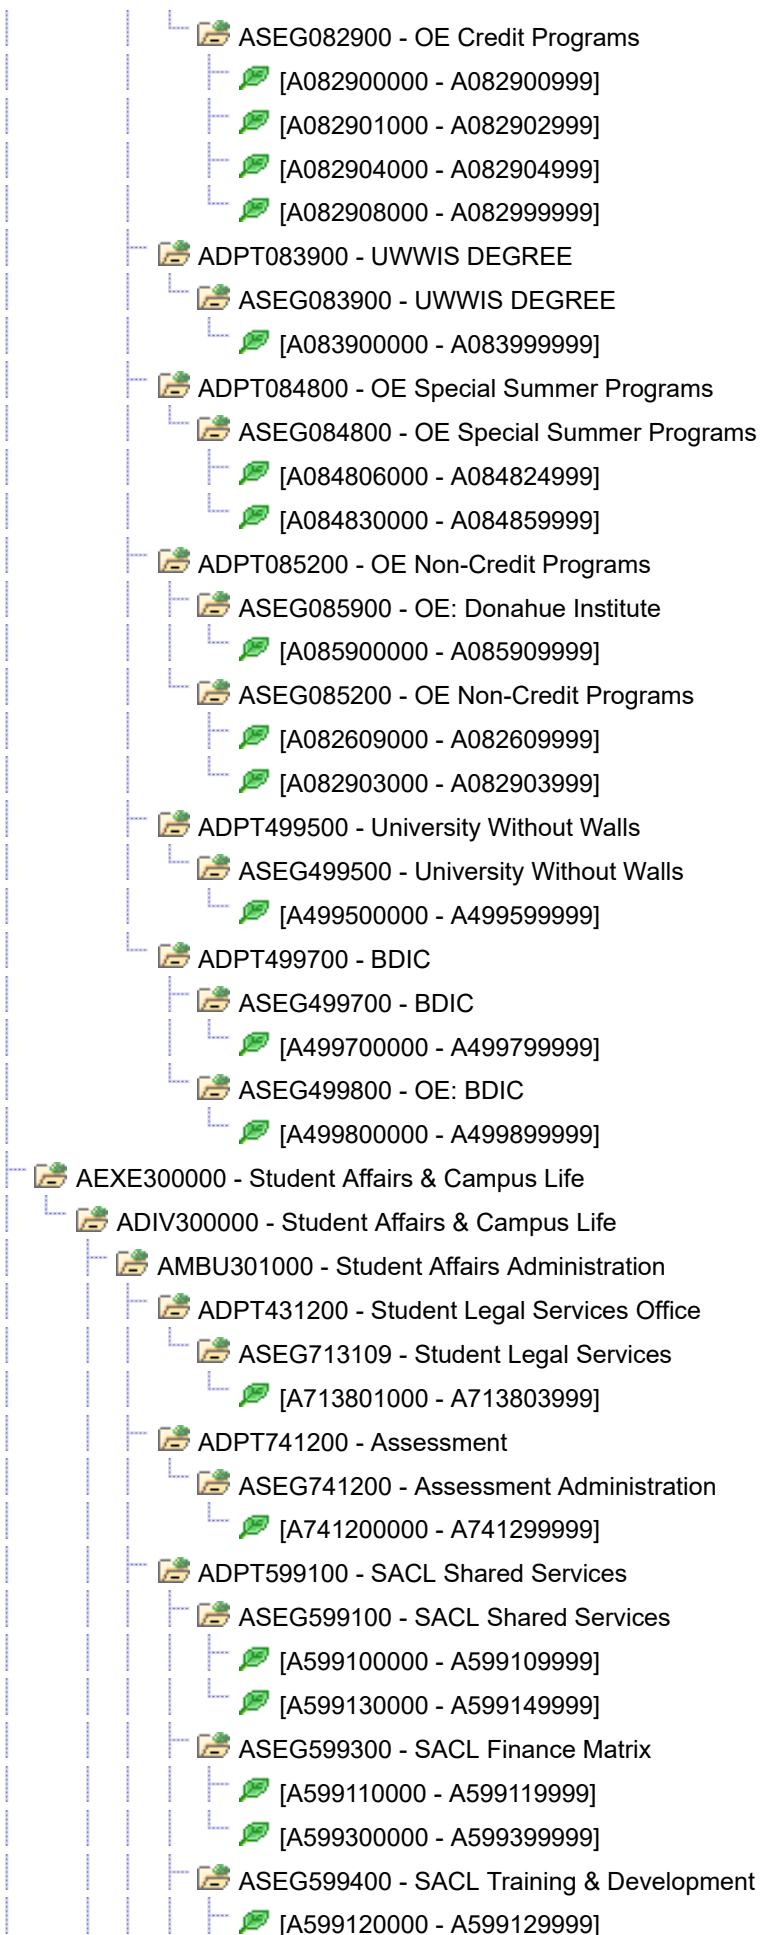 ASEG082900 - OE Credit Programs
[A082900000 - A082900999]
[A082901000 - A082902999]
[A082904000 - A082904999]
[A082908000 - A082999999]
ADPT083900 - UWWIS DEGREE
ASEG083900 - UWWIS DEGREE
[A083900000 - A083999999]
ADPT084800 - OE Special Summer Programs
ASEG084800 - OE Special Summer Programs
[A084806000 - A084824999]
[A084830000 - A084859999]
ADPT085200 - OE Non-Credit Programs
ASEG085900 - OE: Donahue Institute
[A085900000 - A085909999]
ASEG085200 - OE Non-Credit Programs
[A082609000 - A082609999]
[A082903000 - A082903999]
ADPT499500 - University Without Walls
ASEG499500 - University Without Walls
[A499500000 - A499599999]
ADPT499700 - BDIC
ASEG499700 - BDIC
[A499700000 - A499799999]
ASEG499800 - OE: BDIC
[A499800000 - A499899999]
AEXE300000 - Student Affairs & Campus Life
ADIV300000 - Student Affairs & Campus Life
AMBU301000 - Student Affairs Administration
ADPT431200 - Student Legal Services Office
ASEG713109 - Student Legal Services
[A713801000 - A713803999]
ADPT741200 - Assessment
ASEG741200 - Assessment Administration
[A741200000 - A741299999]
ADPT599100 - SACL Shared Services
ASEG599100 - SACL Shared Services
[A599100000 - A599109999]
[A599130000 - A599149999]
ASEG599300 - SACL Finance Matrix
[A599110000 - A599119999]
[A599300000 - A599399999]
ASEG599400 - SACL Training & Development
[A599120000 - A599129999]